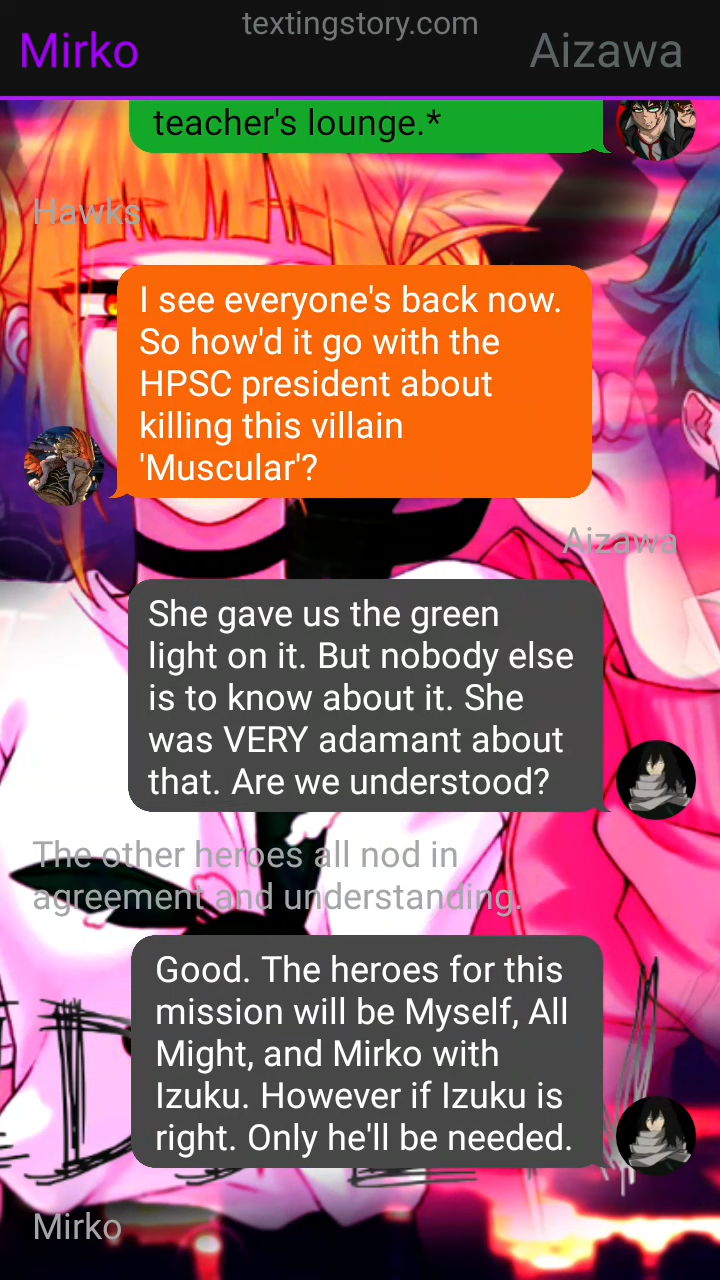 textingstory.com
Mirko
Aizawa
teacher's lounge.*
Hawks
I see everyone's back now.
So how'd it go with the
HPSC president about
killing this villain
'Muscular'?
Aizawa
She gave us the green
light on it. But nobody else
is to know about it. She
was VERY adamant about
that. Are we understood?
The other heroes all nod in
agreement and understanding.
Good. The heroes for this
mission will be Myself, All
Might, and Mirko with
Izuku. However if Izuku is
right. Only he'll be needed.
Mirko